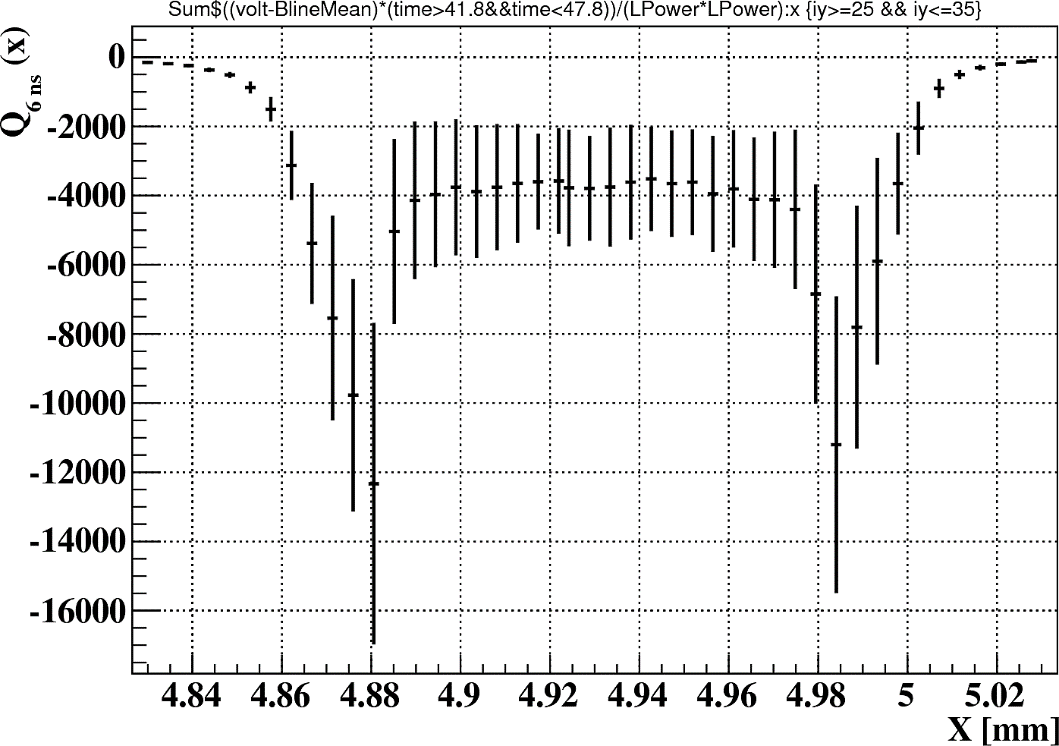 Sum$((volt-BlineMean)*(time>41.8&&time<47.8))/(LPower*LPower):x {iy>=25 && iy<=35}
Q6 ns (x)
0
-2000
-4000
-6000
-8000
-10000
-12000
-14000
-16000
4.84 4.86 4.88 4.9 4.92 4.94 4.96 4.98 5 5.02
X [mm]